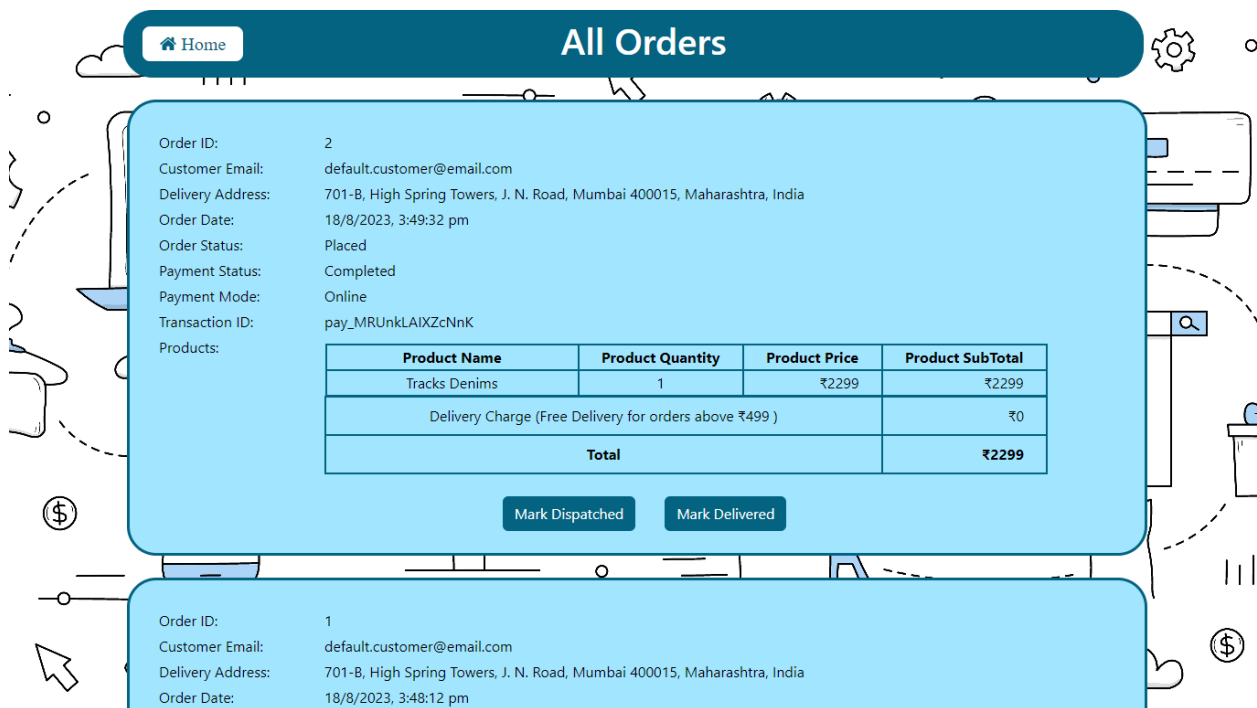 Home
All Orders
Order ID: 2
Customer Email: default.customer@email.com
Delivery Address: 701-B, High Spring Towers, J. N. Road, Mumbai 400015, Maharashtra, India
Order Date: 18/8/2023, 3:49:32 pm
Order Status: Placed
Payment Status: Completed
Payment Mode: Online
Transaction ID: pay_MRUnkLAIXZcNnK
Products:
Product Name Product Quantity Product Price Product SubTotal
Tracks Denims 1 ₹2299 ₹2299
Delivery Charge (Free Delivery for orders above ₹499 ) ₹0
Total ₹2299
Mark Dispatched Mark Delivered
Order ID: 1
Customer Email: default.customer@email.com
Delivery Address: 701-B, High Spring Towers, J. N. Road, Mumbai 400015, Maharashtra, India
Order Date: 18/8/2023, 3:48:12 pm